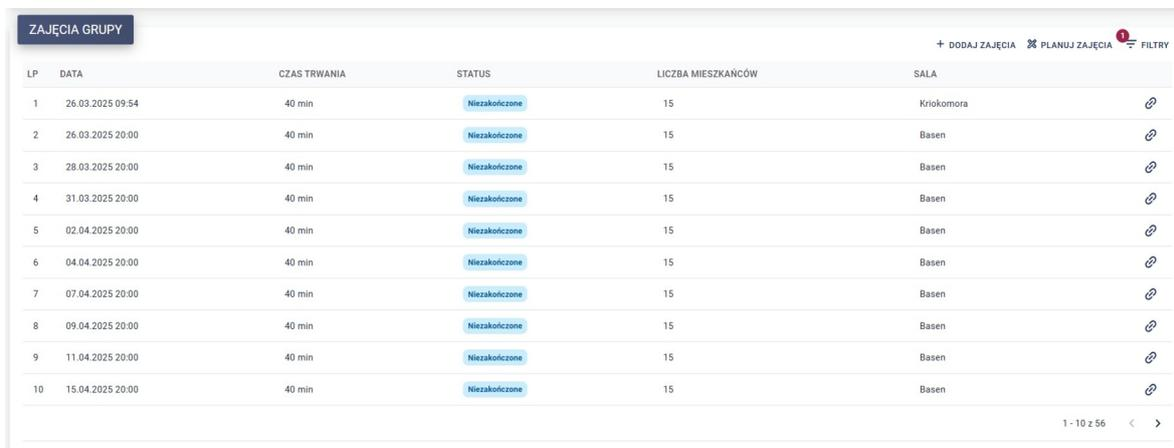 ZAJĘCIA GRUPY
1
+ DODAJ ZAJĘCIA PLANUJ ZAJĘCIA FILTRY
LP DATA CZAS TRWANIA STATUS LICZBA MIESZKAŃCÓW SALA
1 26.03.2025 09:54 40 min Niezakończone 15 Kriokomora
2 26.03.2025 20:00 40 min Niezakończone 15 Basen
3 28.03.2025 20:00 40 min Niezakończone 15 Basen
4 31.03.2025 20:00 40 min Niezakończone 15 Basen
5 02.04.2025 20:00 40 min Niezakończone 15 Basen
6 04.04.2025 20:00 40 min Niezakończone 15 Basen
7 07.04.2025 20:00 40 min Niezakończone 15 Basen
8 09.04.2025 20:00 40 min Niezakończone 15 Basen
9 11.04.2025 20:00 40 min Niezakończone 15 Basen
10 15.04.2025 20:00 40 min Niezakończone 15 Basen
1 - 10 z 56